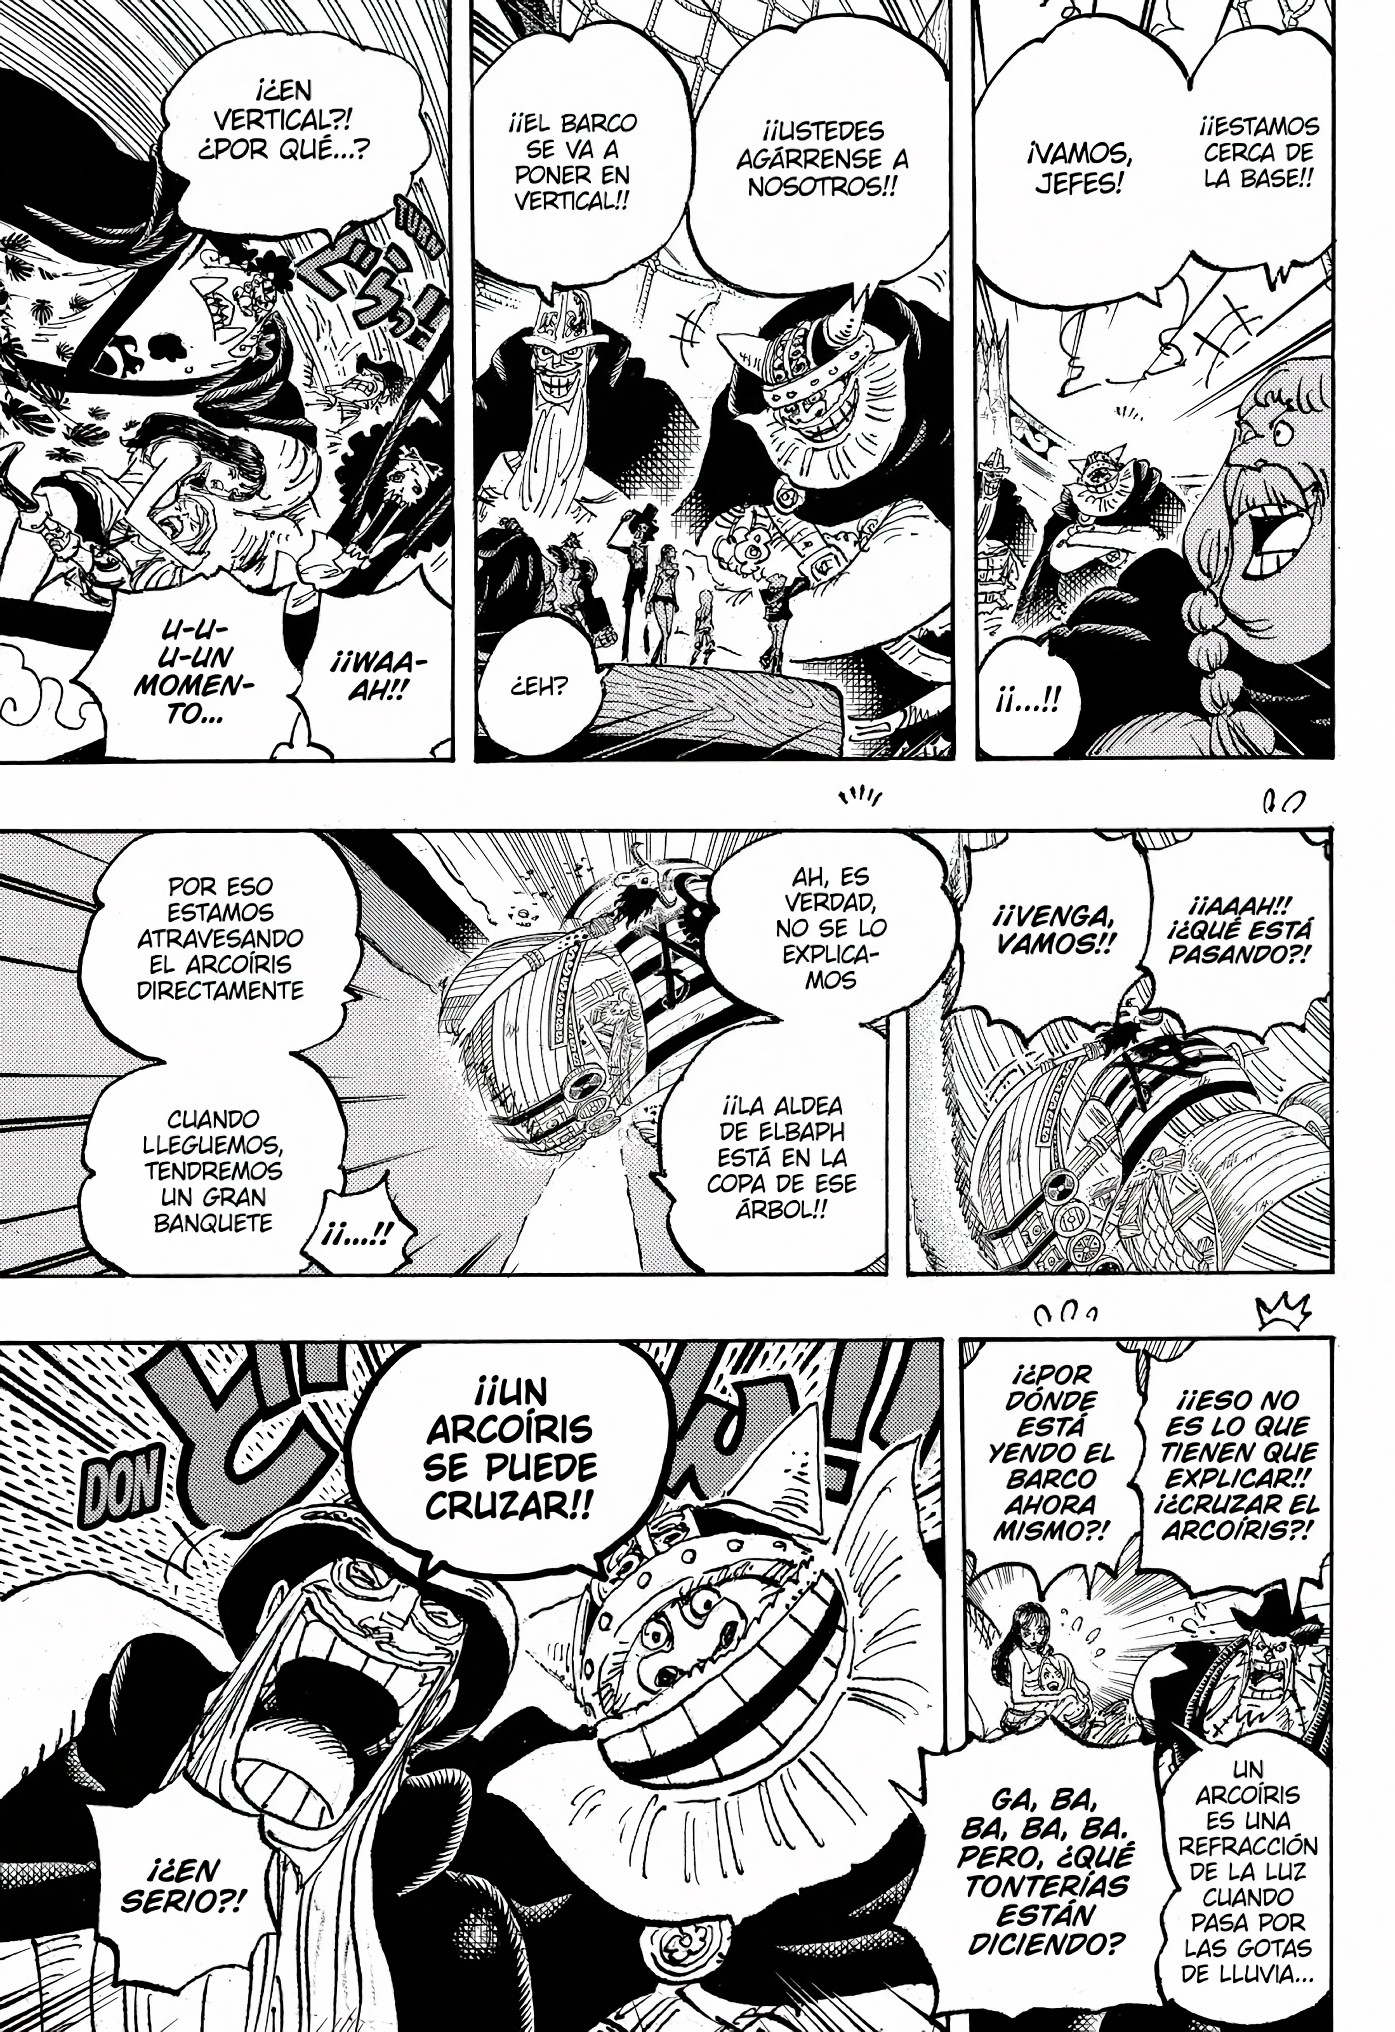 ¡¡ESTAMOS
CERCA DE
LA BASE!!
¡VAMOS,
JEFES!
¡¡...!!
¡¡USTEDES
AGÁRRENSE A
NOSOTROS!!
¡¡EL BARCO
SE VA A
PONER EN
VERTICAL!!
¿EH?
¡¿EN
VERTICAL?!
¿POR QUÉ...?
¡¡WAA-
AH!!
U-U-
U-UN
MOMEN-
TO...
¡¡AAAH!!
¡¿QUÉ ESTÁ
PASANDO?!
¡¡VENGA,
VAMOS!!
AH, ES
VERDAD,
NO SE LO
EXPLICA-
MOS
¡¡LA ALDEA
DE ELBAPH
ESTÁ EN LA
COPA DE ESE
ÁRBOL!!
POR ESO
ESTAMOS
ATRAVESANDO
EL ARCOÍRIS
DIRECTAMENTE
CUANDO
LLEGUEMOS,
TENDREMOS
UN GRAN
BANQUETE
¡¡...!!
¡¡ESO NO
ES LO QUE
TIENEN QUE
EXPLICAR!!
¡¿CRUZAR EL
ARCOÍRIS?!
¡¿POR
DÓNDE
ESTÁ
YENDO EL
BARCO
AHORA
MISMO?!
UN
ARCOÍRIS
ES UNA
REFRACCIÓN
DE LA LUZ
CUANDO
PASA POR
LAS GOTAS
DE LLUVIA...
GA, BA,
BA, BA, BA.
PERO, ¿QUÉ
TONTERÍAS
ESTÁN
DICIENDO?
¡¡UN
ARCOÍRIS
SE PUEDE
CRUZAR!!
DON
¡¿EN
SERIO?!